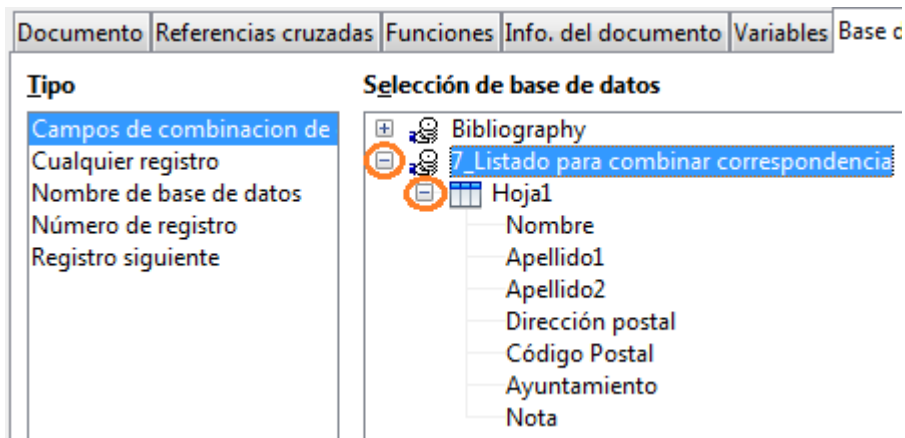 Documento Referencias cruzadas Funciones Info. del documento Variables Base d
Tipo
Campos de combinacion de
Cualquier registro
Nombre de base de datos
Número de registro
Registro siguiente
Selección de base de datos
Bibliography
7_Listado para combinar correspondencia
Hoja1
Nombre
Apellido1
Apellido2
Dirección postal
Código Postal
Ayuntamiento
Nota